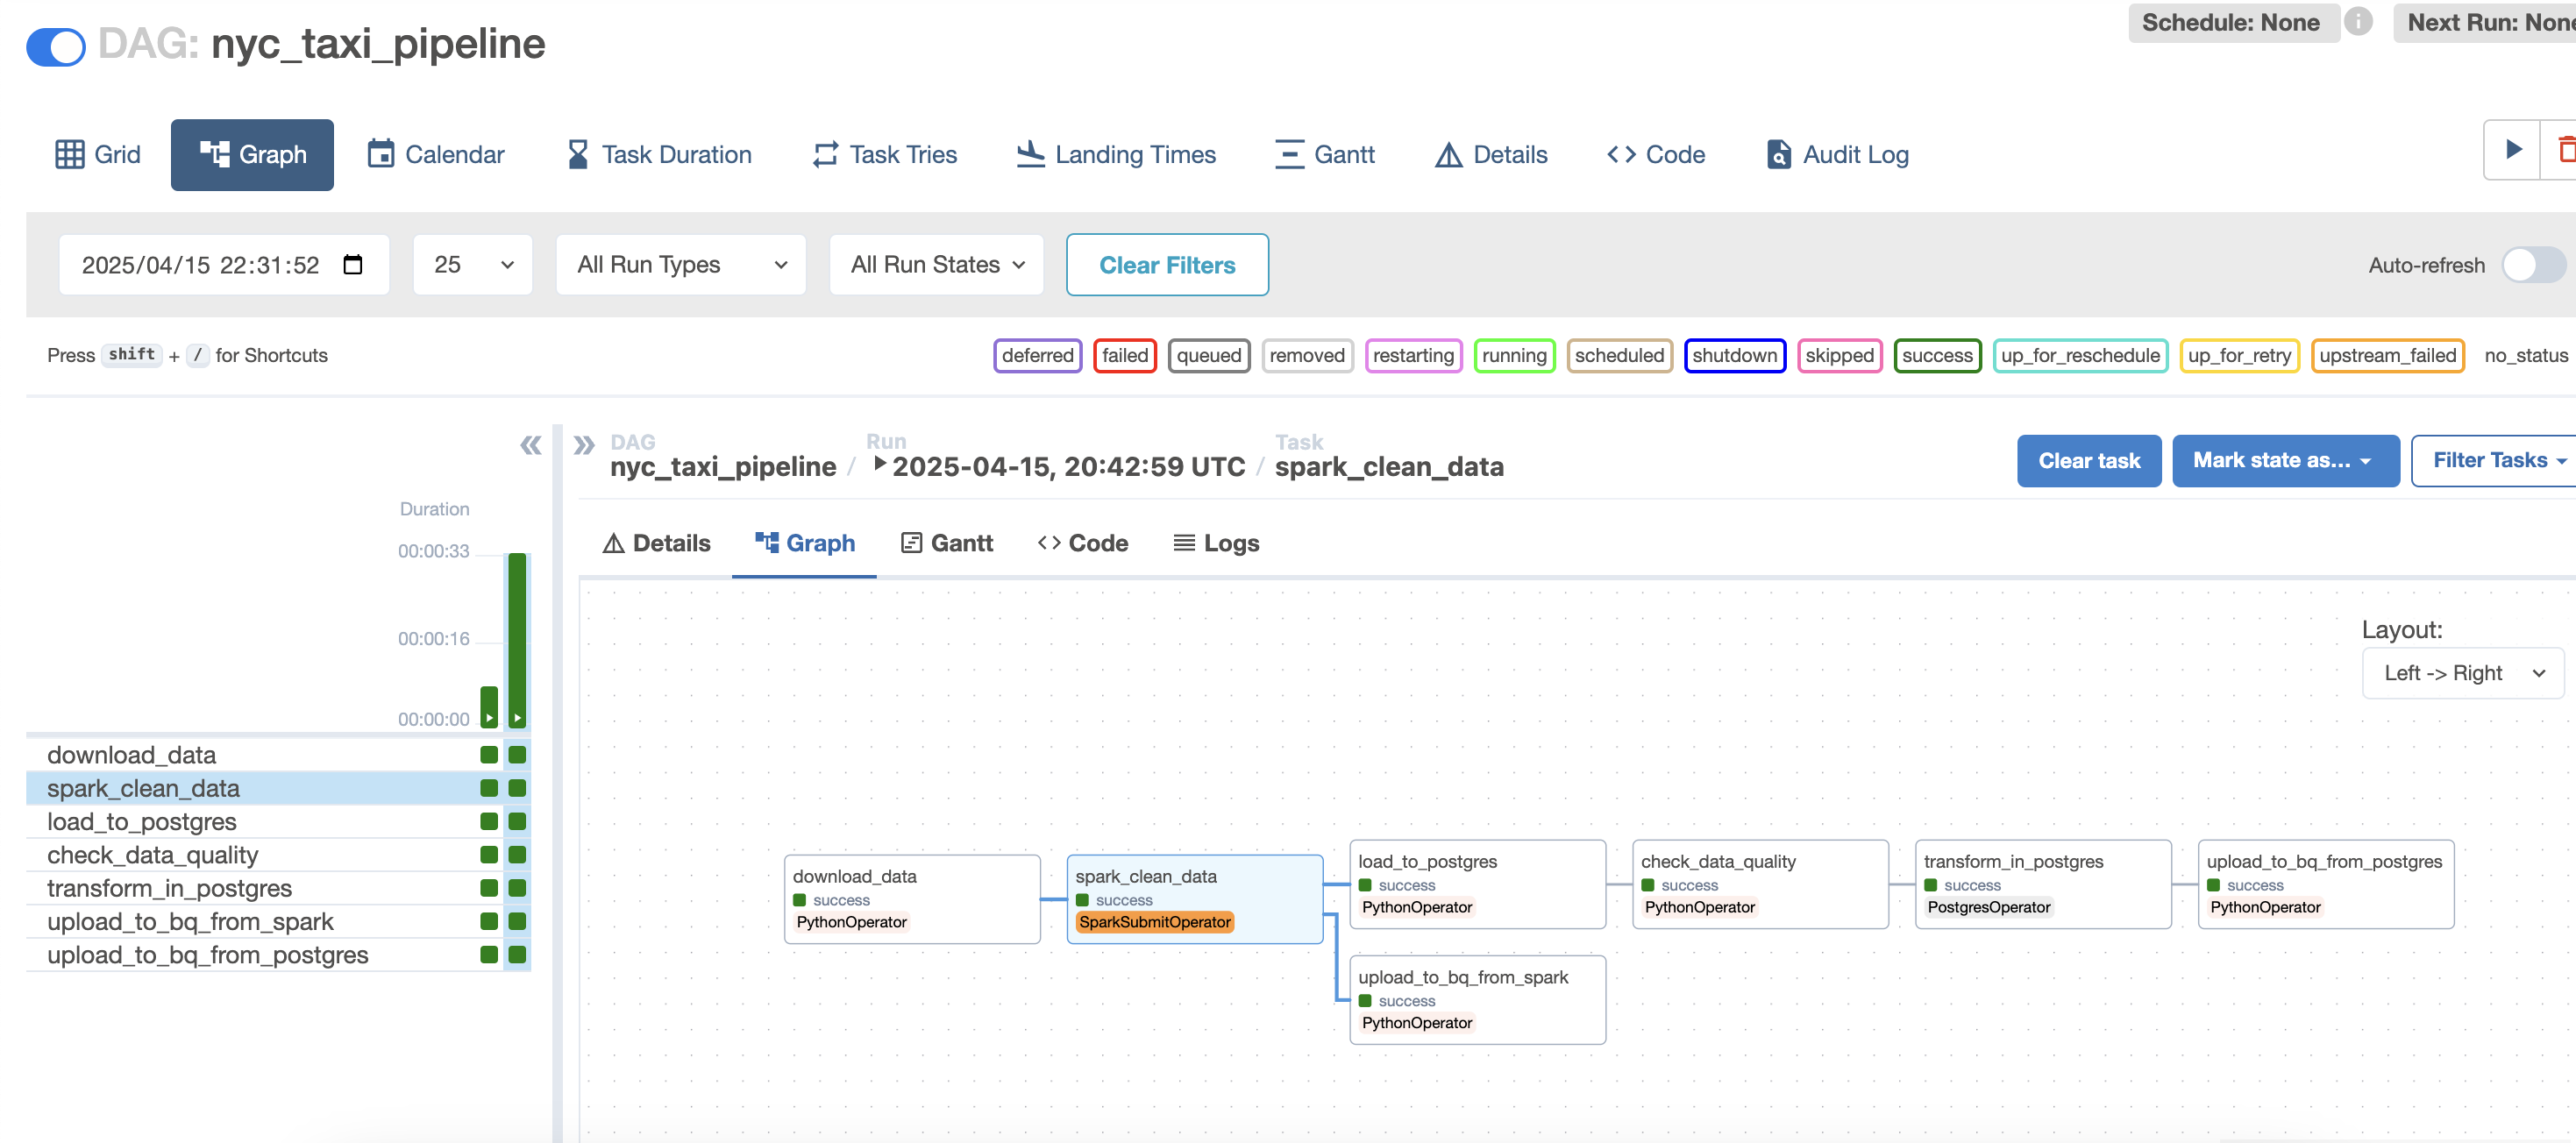 DAG: nyc_taxi_pipeline
Schedule: None
Next Run: None
Grid
Graph
Calendar
Task Duration
Task Tries
Landing Times
Gantt
Details
Code
Audit Log
2025/04/15 22:31:52
25
All Run Types
All Run States
Clear Filters
Auto-refresh
Press shift + / for Shortcuts
deferred
failed
queued
removed
restarting
running
scheduled
shutdown
skipped
success
up_for_reschedule
up_for_retry
upstream_failed
no_status
DAG
nyc_taxi_pipeline /
Run
2025-04-15, 20:42:59 UTC /
Task
spark_clean_data
Clear task
Mark state as...
Filter Tasks
Duration
00:00:33
00:00:16
00:00:00
download_data
spark_clean_data
load_to_postgres
check_data_quality
transform_in_postgres
upload_to_bq_from_spark
upload_to_bq_from_postgres
Details
Graph
Gantt
Code
Logs
Layout:
Left -> Right
download_data
success
PythonOperator
spark_clean_data
success
SparkSubmitOperator
load_to_postgres
success
PythonOperator
check_data_quality
success
PythonOperator
transform_in_postgres
success
PostgresOperator
upload_to_bq_from_postgres
success
PythonOperator
upload_to_bq_from_spark
success
PythonOperator